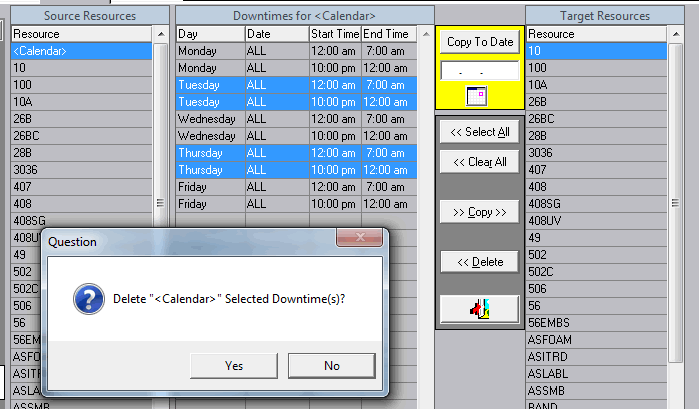 Source Resources
Resource
<Calendar>
10
100
10A
26B
26BC
28B
3036
407
408
408SG
408UV
49
502
502C
506
56
56EM
ASFOA
ASITR
ASLA
ASSMB
Downtimes for <Calendar>
Day Date Start Time End Time
Monday ALL 12:00 am 7:00 am
Monday ALL 10:00 pm 12:00 am
Tuesday ALL 12:00 am 7:00 am
Tuesday ALL 10:00 pm 12:00 am
Wednesday ALL 12:00 am 7:00 am
Wednesday ALL 10:00 pm 12:00 am
Thursday ALL 12:00 am 7:00 am
Thursday ALL 10:00 pm 12:00 am
Friday ALL 12:00 am 7:00 am
Friday ALL 10:00 pm 12:00 am
Question
Delete "<Calendar>" Selected Downtime(s)?
Yes
No
Copy To Date
- -
<< Select All
<< Clear All
>> Copy >>
<< Delete
Target Resources
Resource
10
100
10A
26B
26BC
28B
3036
407
408
408SG
408UV
49
502
502C
506
56
56EMBS
ASFOAM
ASITRD
ASLABL
ASSMB
BAND